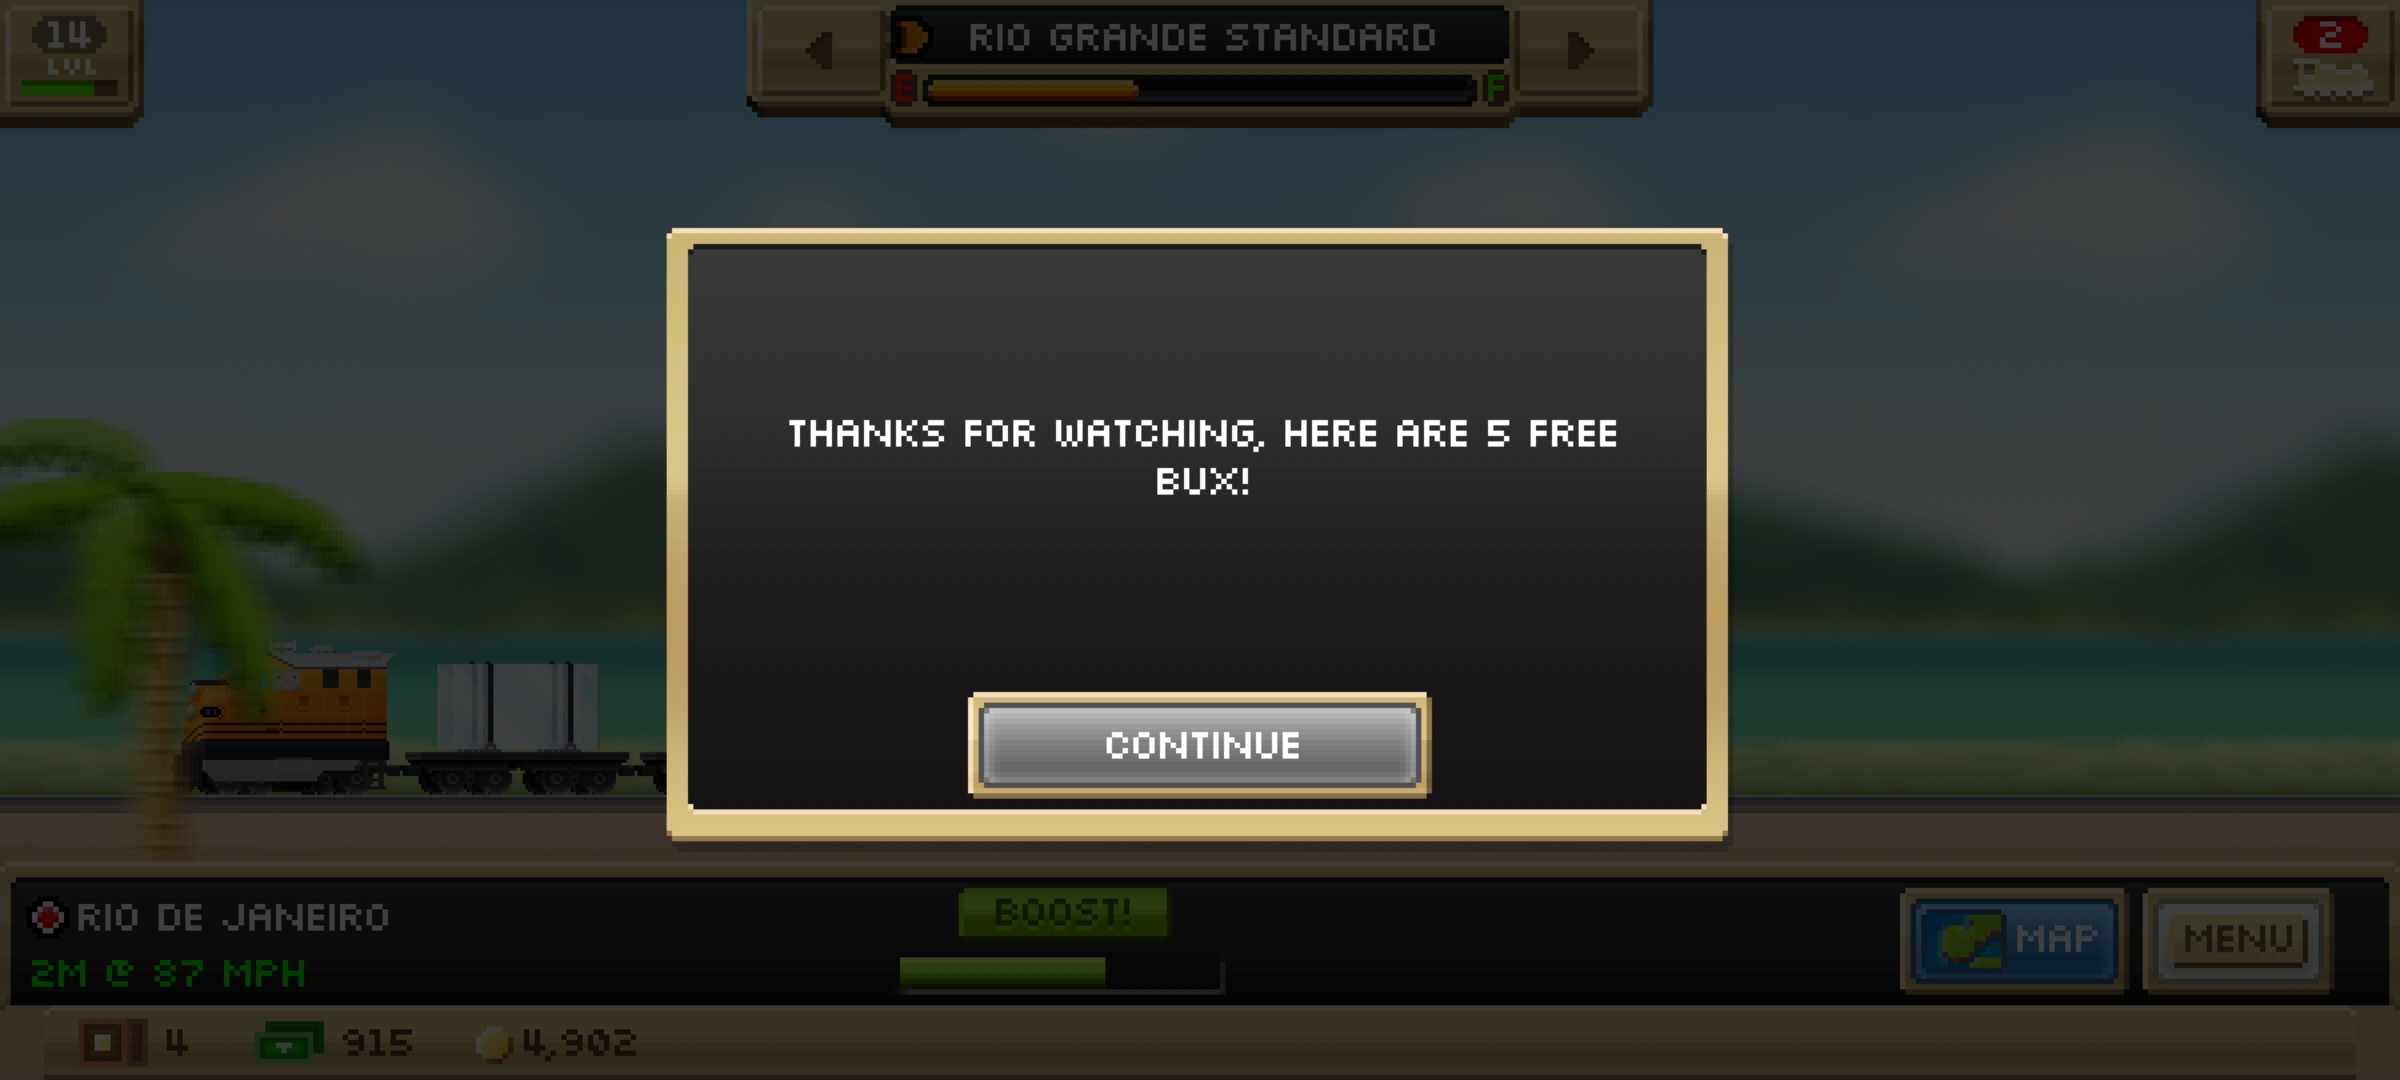 14
LVL
RIO GRANDE STANDARD
E F
2
THANKS FOR WATCHING, HERE ARE 5 FREE
BUX!
CONTINUE
RIO DE JANEIRO
2M @ 87 MPH
BOOST!
MAP
MENU
4
915
4,902